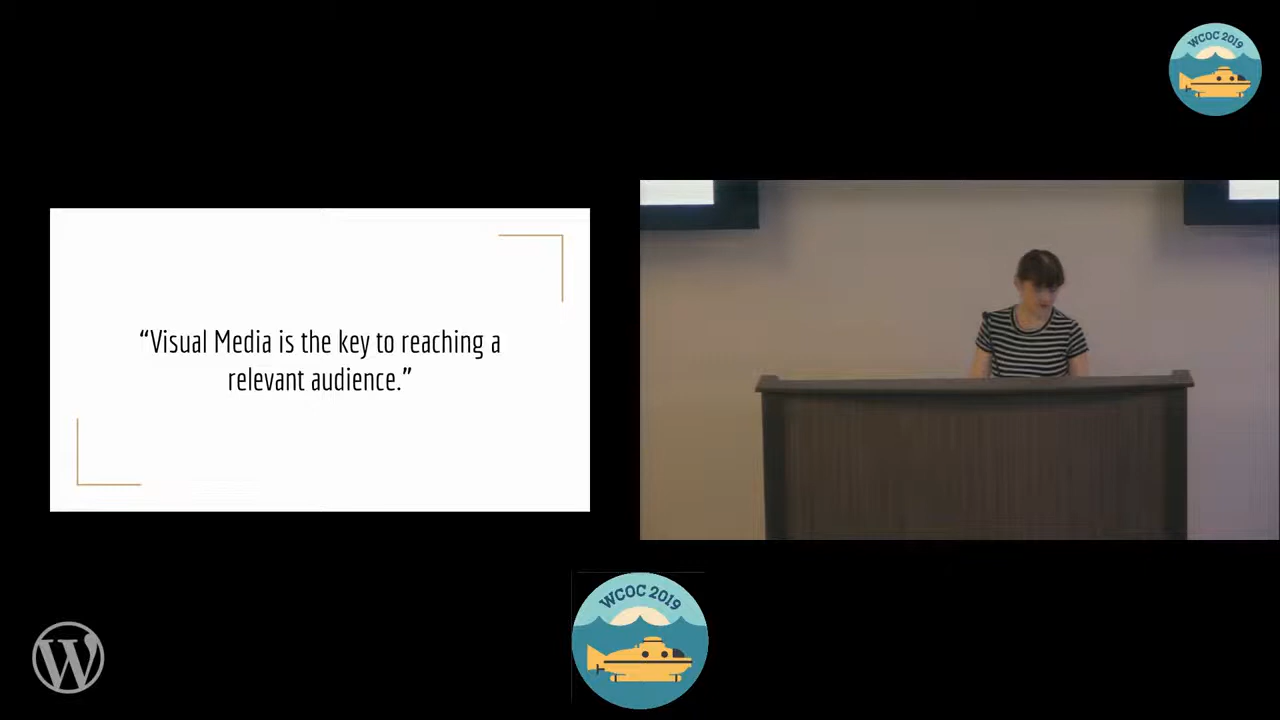 WCOC 2019
“Visual Media is the key to reaching a
relevant audience.”
WCOC 2019
W